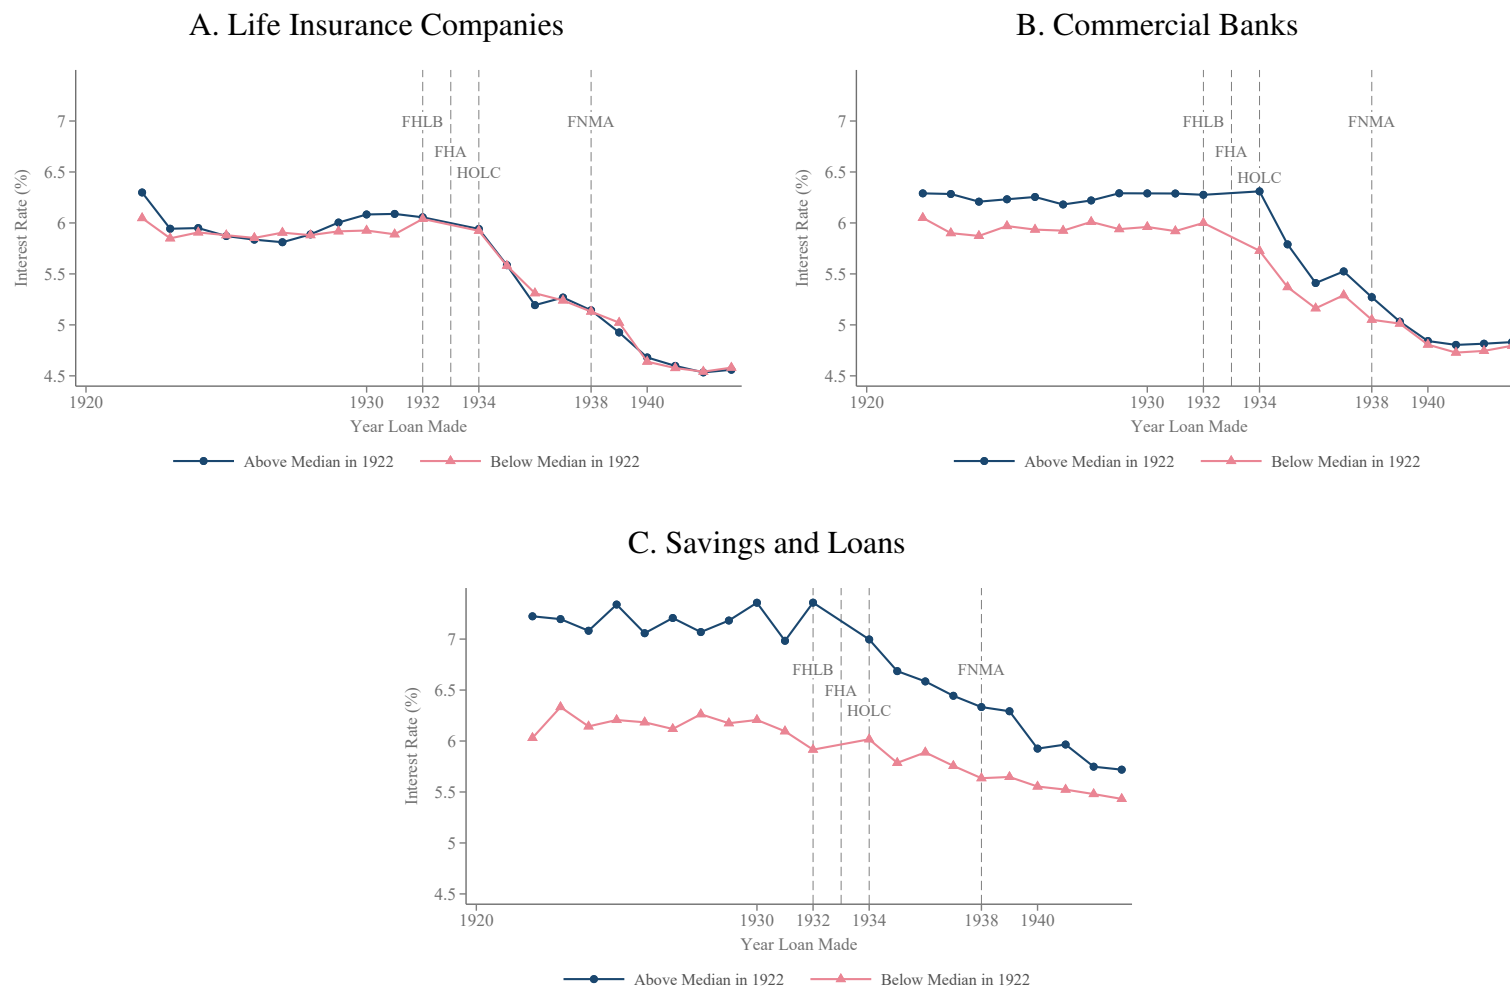 A. Life Insurance Companies
7
6.5
6
5.5
5
4.5
Interest Rate (%)
FHLB
FHA
HOLC
FNMA
1920
1930
1932
1934
1938
1940
Year Loan Made
Above Median in 1922
Below Median in 1922
B. Commercial Banks
7
6.5
6
5.5
5
4.5
Interest Rate (%)
FHLB
FHA
HOLC
FNMA
1920
1930
1932
1934
1938
1940
Year Loan Made
Above Median in 1922
Below Median in 1922
C. Savings and Loans
7
6.5
6
5.5
5
4.5
Interest Rate (%)
FHLB
FHA
HOLC
FNMA
1920
1930
1932
1934
1938
1940
Year Loan Made
Above Median in 1922
Below Median in 1922